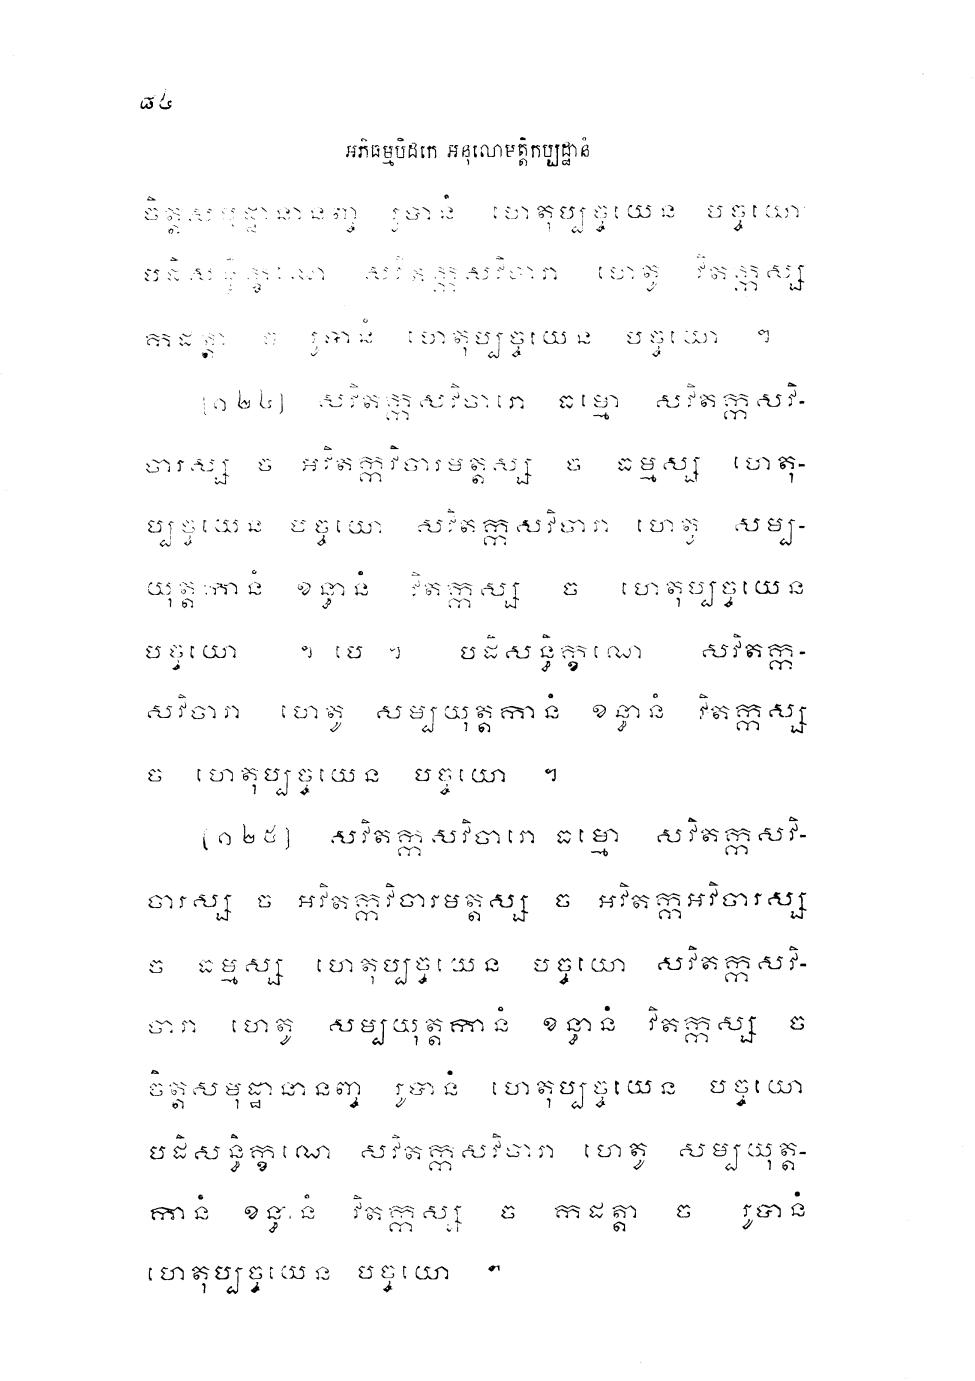 ៨៤
អភិធម្មបិដកេ អនុលោមត្តិកប្បដ្ឋានំ
ចិត្តសមុដ្ឋានានញ្ច រូបានំ ហេតុប្បច្ចយេន បច្ចយោ
បដិសន្ធិក្ខណេ សវិតក្កសវិចារា ហេតូ វិតក្កស្ស
កដត្តា ច រូបានំ ហេតុប្បច្ចយេន បច្ចយោ ។
[១២៤] សវិតក្កសវិចារោ ធម្មោ សវិតក្កសវិ-
ចារស្ស ច អវិតក្កវិចារមត្តស្ស ច ធម្មស្ស ហេតុ-
ប្បច្ចយេន បច្ចយោ សវិតក្កសវិចារា ហេតូ សម្ប-
យុត្តកានំ ខន្ធានំ វិតក្កស្ស ច ហេតុប្បច្ចយេន
បច្ចយោ ។ បេ ។ បដិសន្ធិក្ខណេ សវិតក្ក-
សវិចារា ហេតូ សម្បយុត្តកានំ ខន្ធានំ វិតក្កស្ស
ច ហេតុប្បច្ចយេន បច្ចយោ ។
[១២៥] សវិតក្កសវិចារោ ធម្មោ សវិតក្កសវិ-
ចារស្ស ច អវិតក្កវិចារមត្តស្ស ច អវិតក្កអវិចារស្ស
ច ធម្មស្ស ហេតុប្បច្ចយេន បច្ចយោ សវិតក្កសវិ-
ចារា ហេតូ សម្បយុត្តកានំ ខន្ធានំ វិតក្កស្ស ច
ចិត្តសមុដ្ឋានានញ្ច រូបានំ ហេតុប្បច្ចយេន បច្ចយោ
បដិសន្ធិក្ខណេ សវិតក្កសវិចារា ហេតូ សម្បយុត្ត-
កានំ ខន្ធានំ វិតក្កស្ស ច កដត្តា ច រូបានំ
ហេតុប្បច្ចយេន បច្ចយោ ។